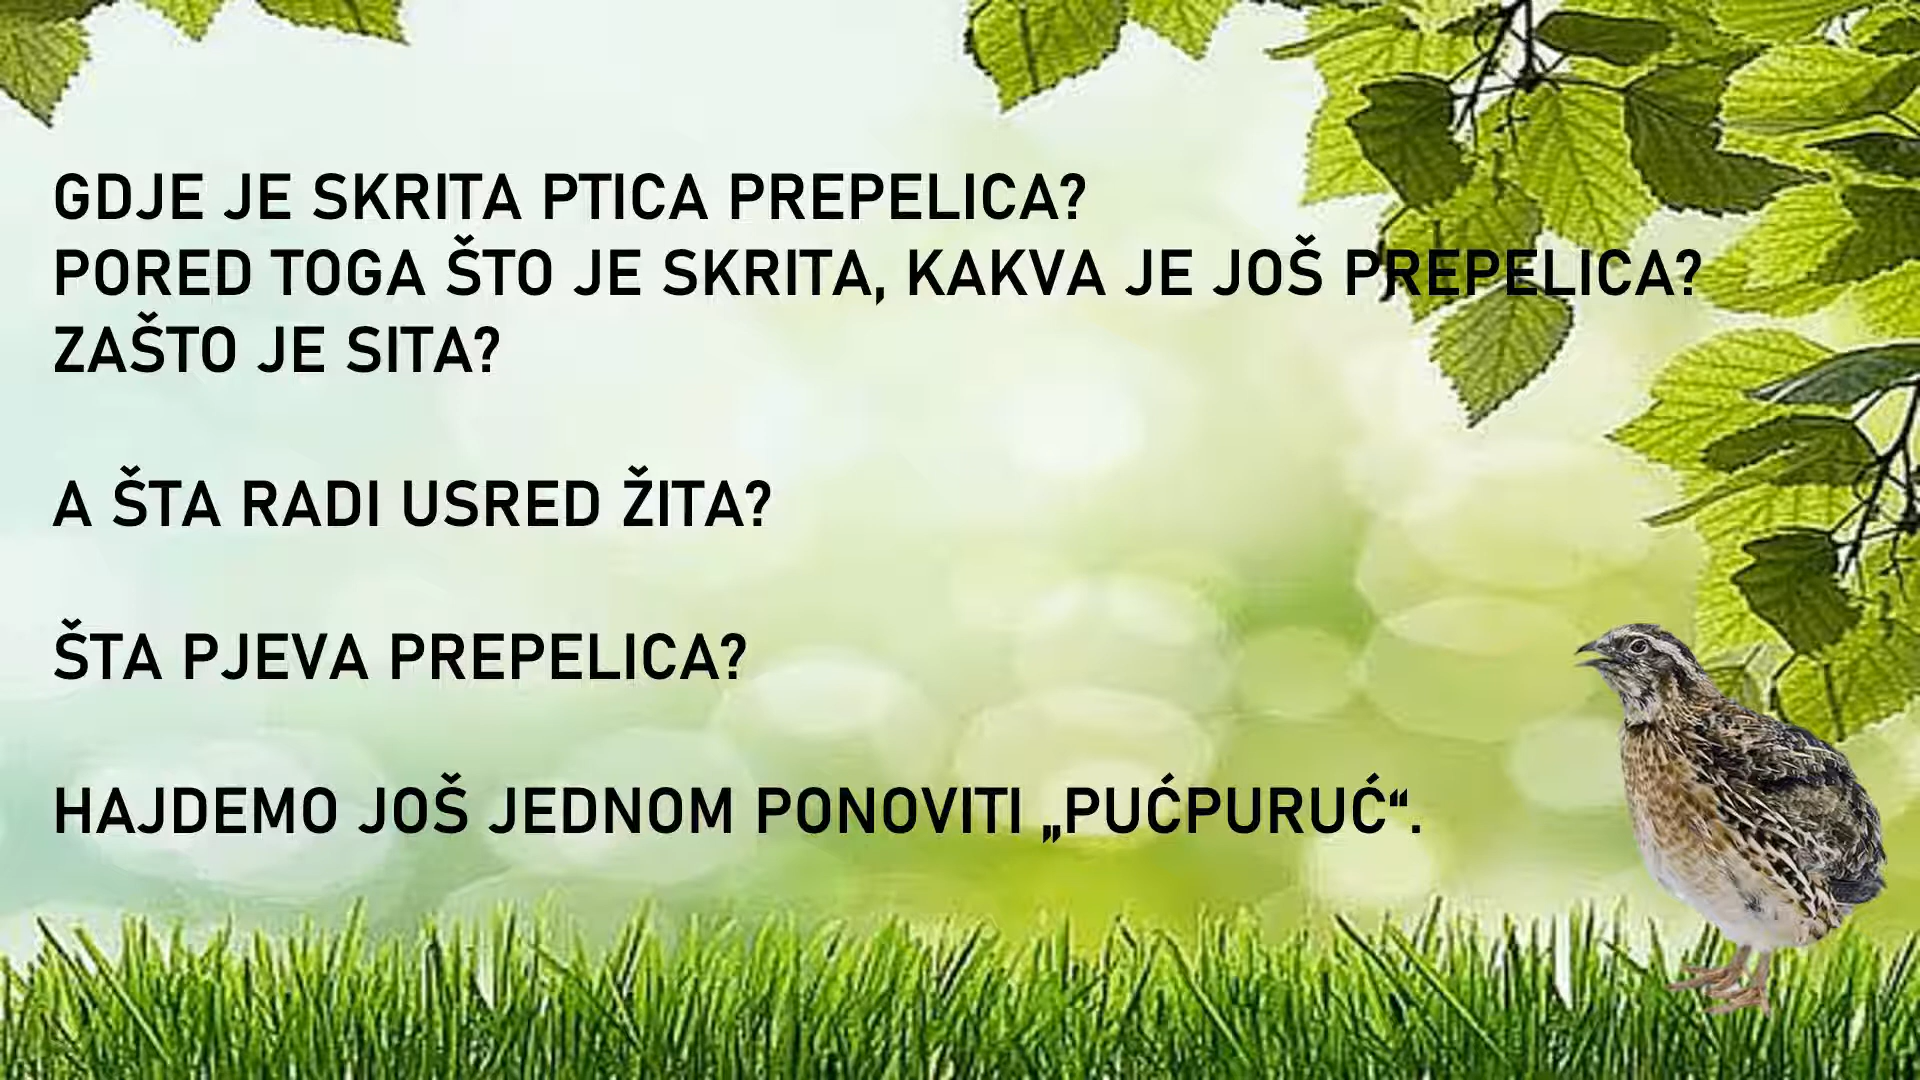 GDJE JE SKRITA PTICA PREPELICA?
PORED TOGA ŠTO JE SKRITA, KAKVA JE JOŠ PREPELICA?
ZAŠTO JE SITA?
A ŠTA RADI USRED ŽITA?
ŠTA PJEVA PREPELICA?
HAJDEMO JOŠ JEDNOM PONOVITI „PUĆPURUĆ“.